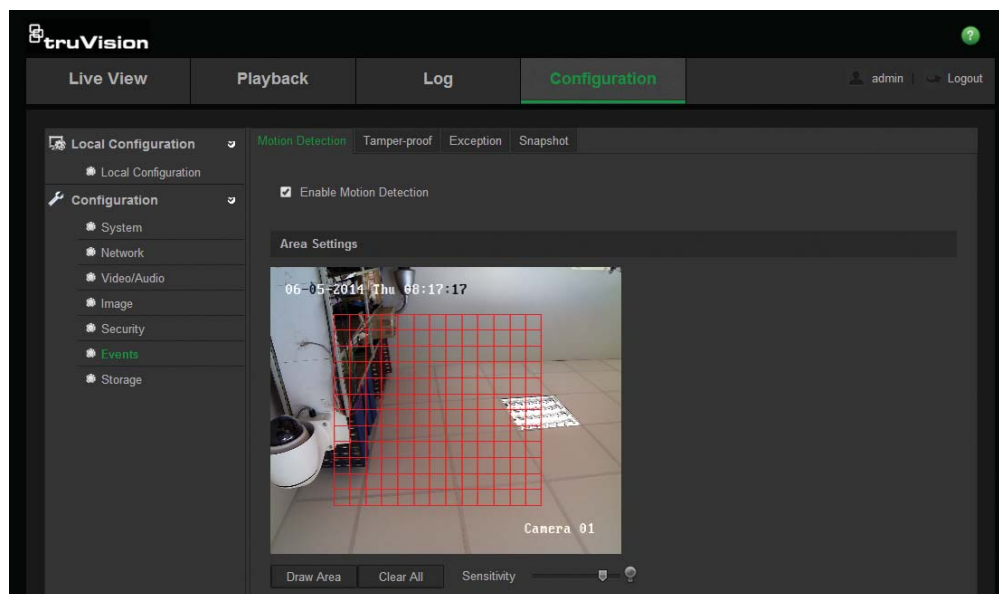 truVision
?
Live View Playback Log Configuration admin | Logout
Local Configuration
Local Configuration
Configuration
System
Network
Video/Audio
Image
Security
Events
Storage
Motion Detection Tamper-proof Exception Snapshot
Enable Motion Detection
Area Settings
06-05-2014 Thu 08:17:17
Camera 01
Draw Area Clear All Sensitivity